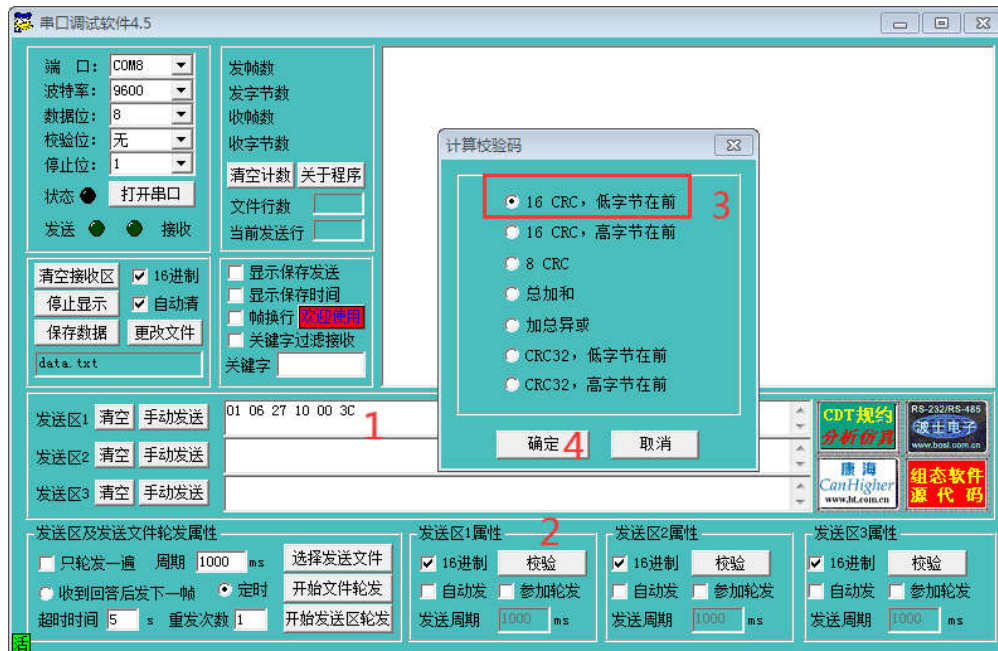 串口调试软件4.5
端 口： COM8
波特率： 9600
数据位： 8
校验位： 无
停止位： 1
状态 打开串口
发送 接收
发帧数
发字节数
收帧数
收字节数
清空计数 关于程序
文件行数
当前发送行
清空接收区 16进制
停止显示 自动清
保存数据 更改文件
data.txt
显示保存发送
显示保存时间
帧换行 欢迎使用
关键字过滤接收
关键字
计算校验码
16 CRC，低字节在前 3
16 CRC，高字节在前
8 CRC
总加和
加总异或
CRC32，低字节在前
CRC32，高字节在前
确定 4 取消
发送区1 清空 手动发送 01 06 27 10 00 3C 1
发送区2 清空 手动发送
发送区3 清空 手动发送
CDT规约
分析仿真
RS-232/RS-485
波士电子
www.bosi.com.cn
康海
CanHigher
www.ht.com.cn
组态软件
源代码
发送区及发送文件轮发属性
只轮发一遍 周期 1000 ms 选择发送文件
收到回答后发下一帧 定时 开始文件轮发
超时时间 5 s 重发次数 1 开始发送区轮发
发送区1属性 2
16进制 校验
自动发 参加轮发
发送周期 1000 ms
发送区2属性
16进制 校验
自动发 参加轮发
发送周期 1000 ms
发送区3属性
16进制 校验
自动发 参加轮发
发送周期 1000 ms
活